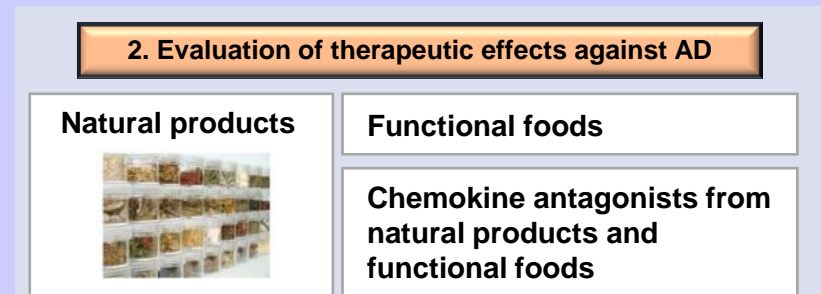 2. Evaluation of therapeutic effects against AD
Natural products
Functional foods
Chemokine antagonists from
natural products and
functional foods